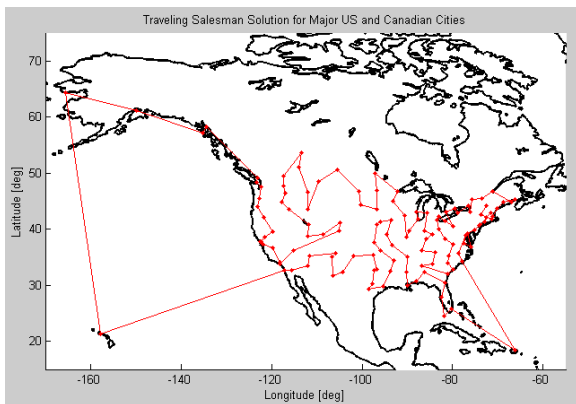 Traveling Salesman Solution for Major US and Canadian Cities
70
60
50
40
30
20
Latitude [deg]
-160 -140 -120 -100 -80 -60
Longitude [deg]